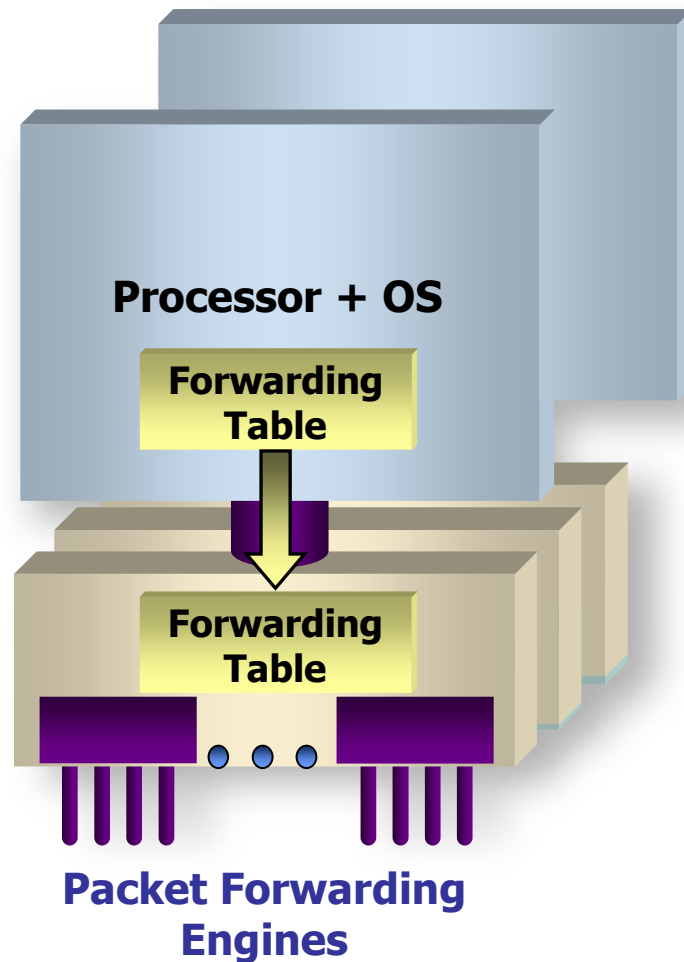 Processor + OS
Forwarding
Table
Forwarding
Table
Packet Forwarding
Engines